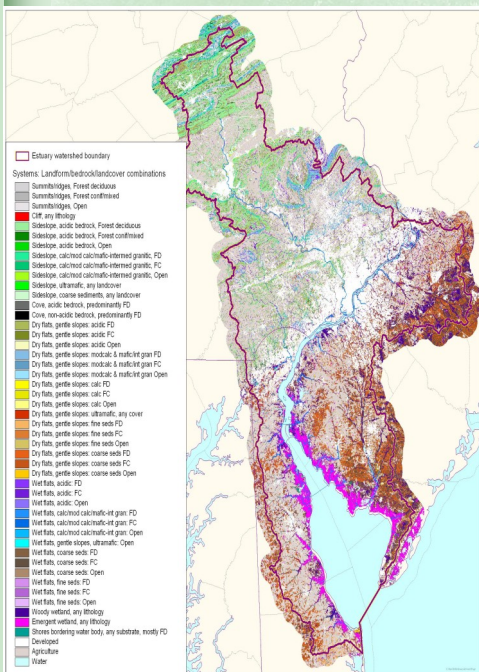 Estuary watershed boundary
Systems: Landform/bedrock/landcover combinations
Summits/ridges, Forest deciduous
Summits/ridges, Forest conif/mixed
Summits/ridges, Open
Cliff, any lithology
Sideslope, acidic bedrock, Forest deciduous
Sideslope, acidic bedrock, Forest conif/mixed
Sideslope, acidic bedrock, Open
Sideslope, calc/mod calc/mafic-intermed granitic, FD
Sideslope, calc/mod calc/mafic-intermed granitic, FC
Sideslope, calc/mod calc/mafic-intermed granitic, Open
Sideslope, ultramafic, any landcover
Sideslope, coarse sediments, any landcover
Cove, acidic bedrock, predominantly FD
Cove, non-acidic bedrock, predominantly FD
Dry flats, gentle slopes: acidic FD
Dry flats, gentle slopes: acidic FC
Dry flats, gentle slopes: acidic Open
Dry flats, gentle slopes: modcalc & mafic/int gran FD
Dry flats, gentle slopes: modcalc & mafic/int gran FC
Dry flats, gentle slopes: modcalc & mafic/int gran Open
Dry flats, gentle slopes: calc FD
Dry flats, gentle slopes: calc FC
Dry flats, gentle slopes: calc Open
Dry flats, gentle slopes: ultramafic, any cover
Dry flats, gentle slopes: fine seds FD
Dry flats, gentle slopes: fine seds FC
Dry flats, gentle slopes: fine seds Open
Dry flats, gentle slopes: coarse seds FD
Dry flats, gentle slopes: coarse seds FC
Dry flats, gentle slopes: coarse seds Open
Wet flats, acidic: FD
Wet flats, acidic, FC
Wet flats, acidic: Open
Wet flats, calc/mod calc/mafic-int gran: FD
Wet flats, calc/mod calc/mafic-int gran: FC
Wet flats, calc/mod calc/mafic-int gran: Open
Wet flats, gentle slopes, ultramafic: Open
Wet flats, coarse seds: FD
Wet flats, coarse seds: FC
Wet flats, coarse seds: Open
Wet flats, fine seds: FD
Wet flats, fine seds: FC
Wet flats, fine seds: Open
Woody wetland, any lithology
Emergent wetland, any lithology
Shores bordering water body, any substrate, mostly FD
Developed
Agriculture
Water